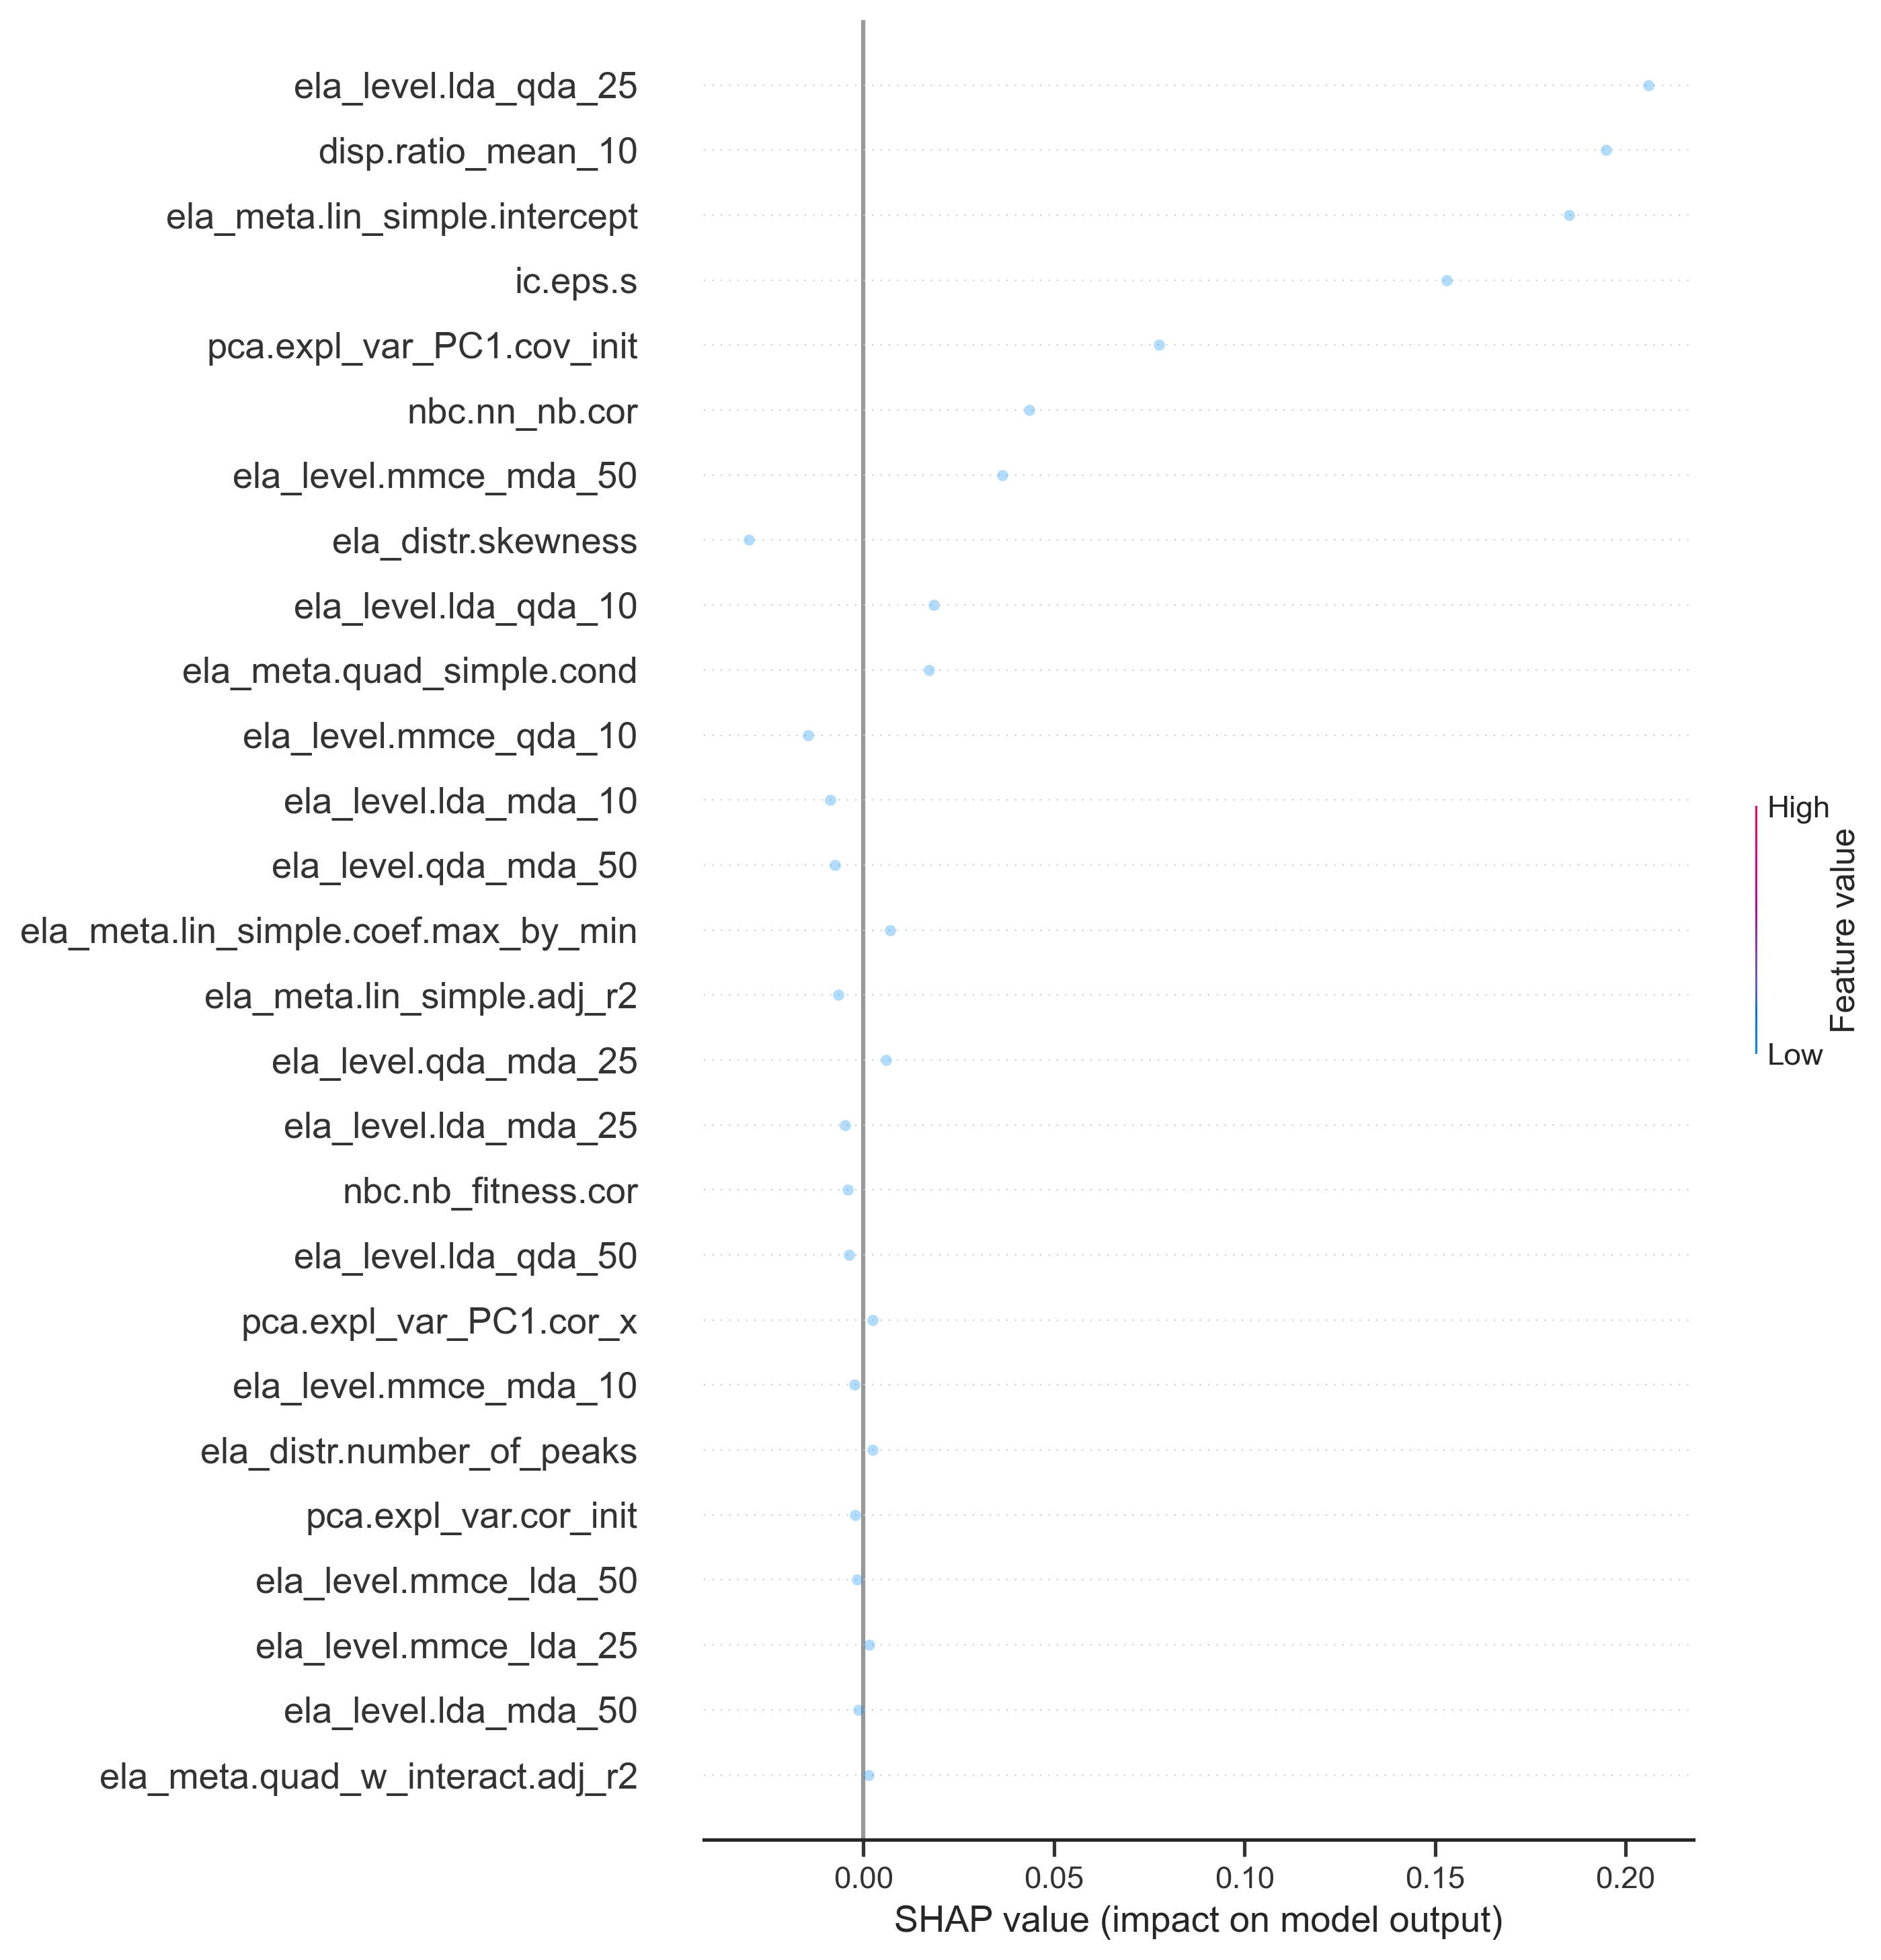 ela_level.lda_qda_25
disp.ratio_mean_10
ela_meta.lin_simple.intercept
ic.eps.s
pca.expl_var_PC1.cov_init
nbc.nn_nb.cor
ela_level.mmce_mda_50
ela_distr.skewness
ela_level.lda_qda_10
ela_meta.quad_simple.cond
ela_level.mmce_qda_10
ela_level.lda_mda_10
ela_level.qda_mda_50
ela_meta.lin_simple.coef.max_by_min
ela_meta.lin_simple.adj_r2
ela_level.qda_mda_25
ela_level.lda_mda_25
nbc.nb_fitness.cor
ela_level.lda_qda_50
pca.expl_var_PC1.cor_x
ela_level.mmce_mda_10
ela_distr.number_of_peaks
pca.expl_var.cor_init
ela_level.mmce_lda_50
ela_level.mmce_lda_25
ela_level.lda_mda_50
ela_meta.quad_w_interact.adj_r2
0.00 0.05 0.10 0.15 0.20
SHAP value (impact on model output)
High
Feature value
Low